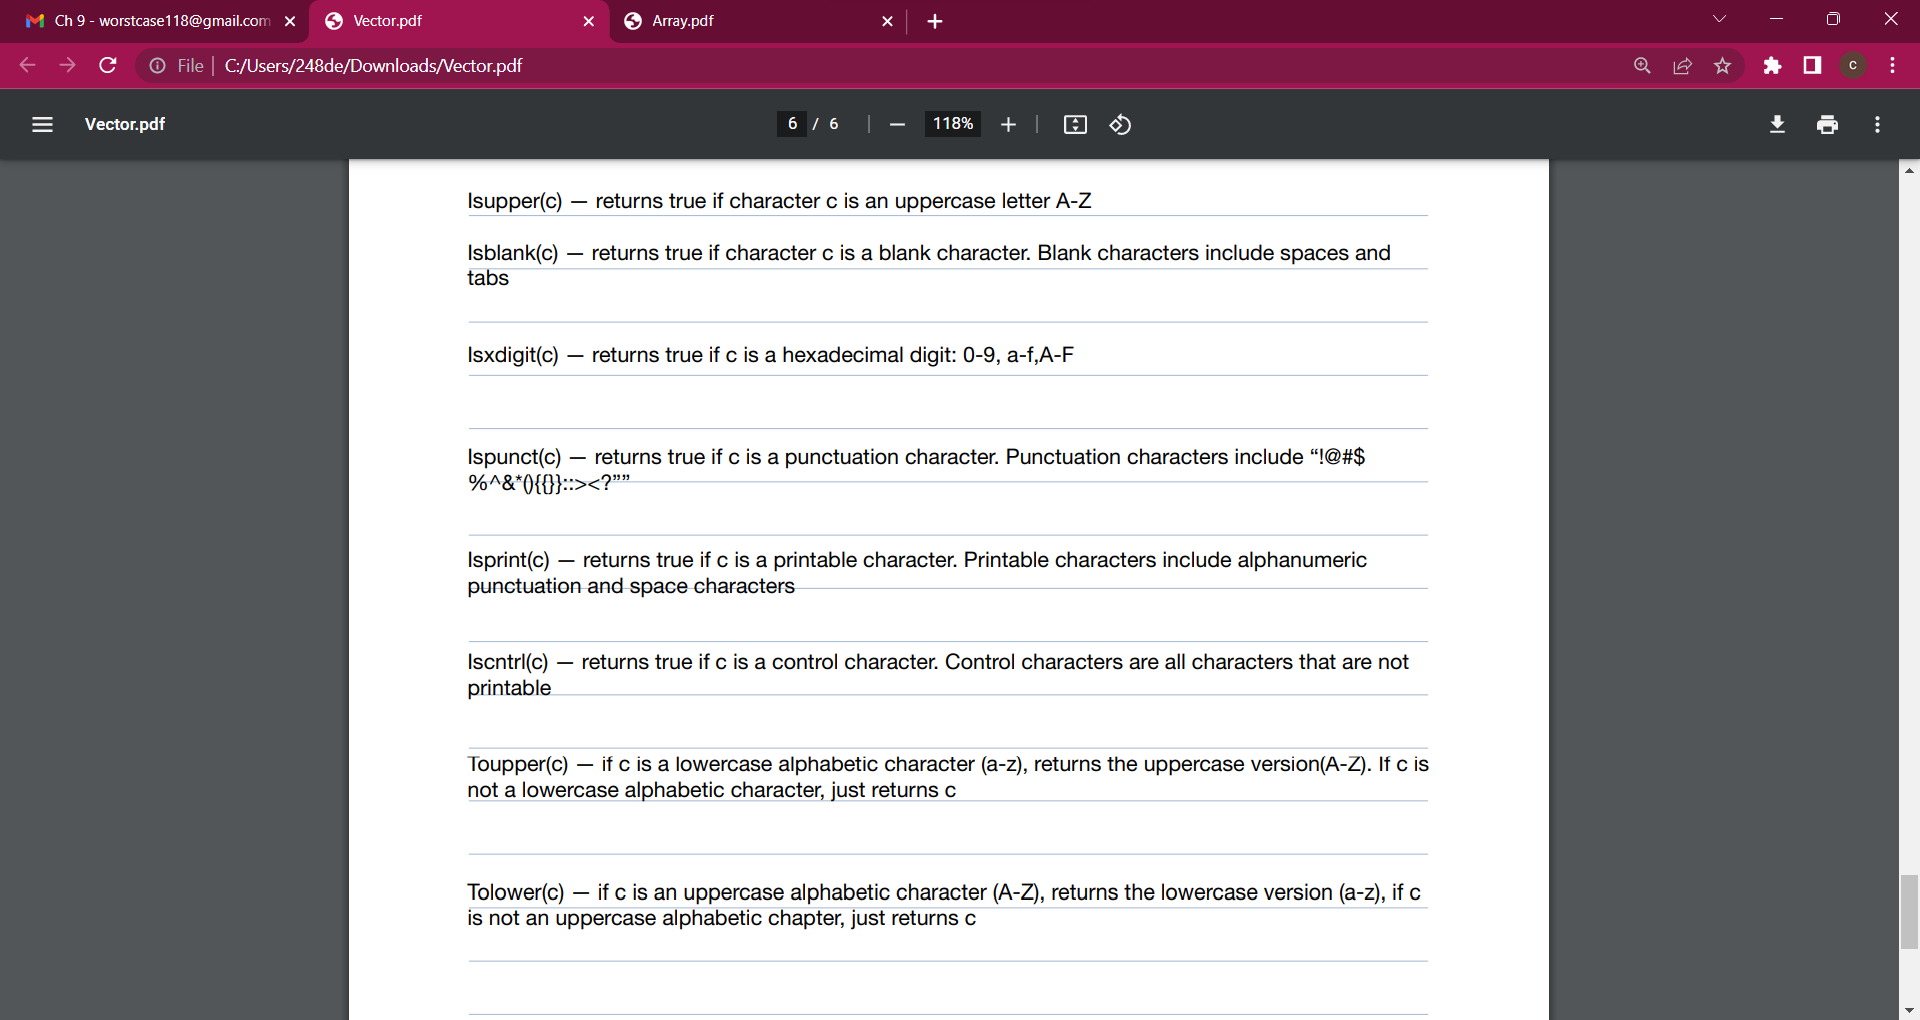 Ch 9 - worstcase118@gmail.com
Vector.pdf
Array.pdf
File
C:/Users/248de/Downloads/Vector.pdf
c
Vector.pdf
6 / 6
118%
Isupper(c) — returns true if character c is an uppercase letter A-Z
Isblank(c) — returns true if character c is a blank character. Blank characters include spaces and
tabs
Isxdigit(c) — returns true if c is a hexadecimal digit: 0-9, a-f,A-F
Ispunct(c) — returns true if c is a punctuation character. Punctuation characters include “!@#$
%^&*(){{}}::><?””
Isprint(c) — returns true if c is a printable character. Printable characters include alphanumeric
punctuation and space characters
Iscntrl(c) — returns true if c is a control character. Control characters are all characters that are not
printable
Toupper(c) — if c is a lowercase alphabetic character (a-z), returns the uppercase version(A-Z). If c is
not a lowercase alphabetic character, just returns c
Tolower(c) — if c is an uppercase alphabetic character (A-Z), returns the lowercase version (a-z), if c
is not an uppercase alphabetic chapter, just returns c